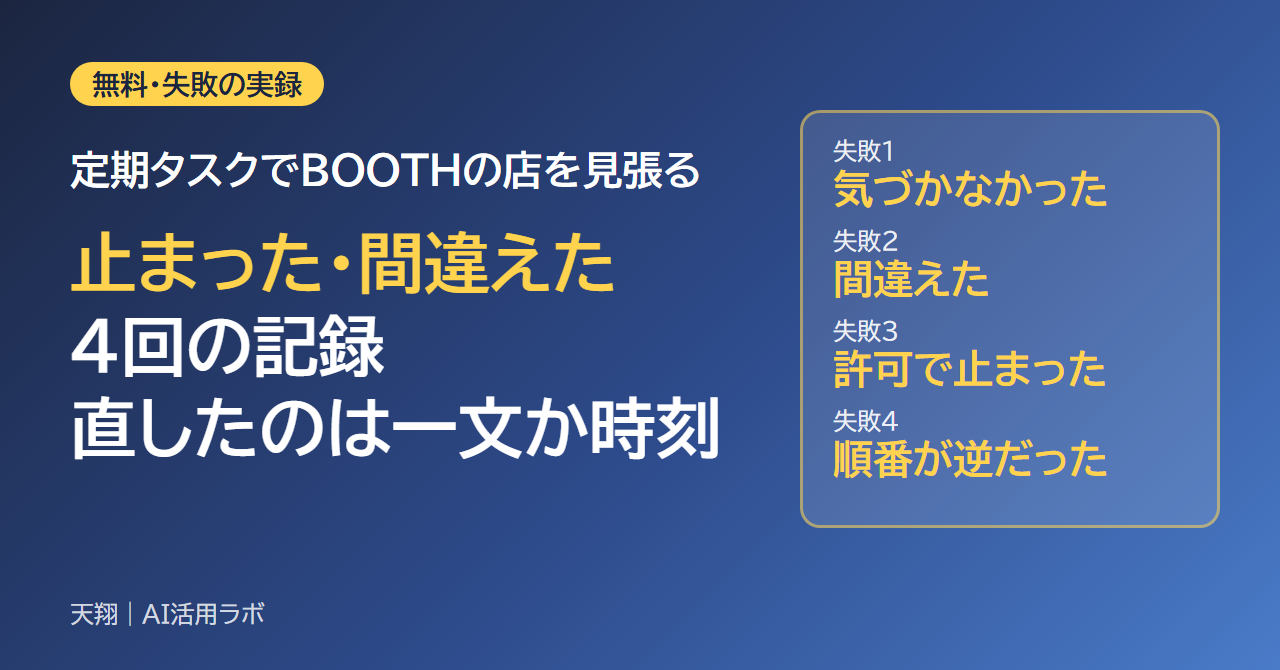 無料・失敗の実録
定期タスクでBOOTHの店を見張る
止まった・間違えた
4回の記録
直したのは一文か時刻
失敗1
気づかなかった
失敗2
間違えた
失敗3
許可で止まった
失敗4
順番が逆だった
天翔｜AI活用ラボ